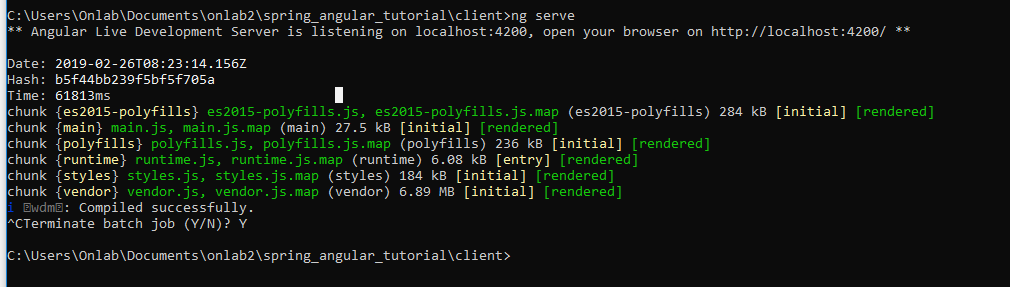 C:\Users\Onlab\Documents\onlab2\spring_angular_tutorial\client>ng serve
** Angular Live Development Server is listening on localhost:4200, open your browser on http://localhost:4200/ **
Date: 2019-02-26T08:23:14.156Z
Hash: b5f44bb239f5bf5f705a
Time: 61813ms
chunk {es2015-polyfills} es2015-polyfills.js, es2015-polyfills.js.map (es2015-polyfills) 284 kB [initial] [rendered]
chunk {main} main.js, main.js.map (main) 27.5 kB [initial] [rendered]
chunk {polyfills} polyfills.js, polyfills.js.map (polyfills) 236 kB [initial] [rendered]
chunk {runtime} runtime.js, runtime.js.map (runtime) 6.08 kB [entry] [rendered]
chunk {styles} styles.js, styles.js.map (styles) 184 kB [initial] [rendered]
chunk {vendor} vendor.js, vendor.js.map (vendor) 6.89 MB [initial] [rendered]
i wdm: Compiled successfully.
^CTerminate batch job (Y/N)? Y
C:\Users\Onlab\Documents\onlab2\spring_angular_tutorial\client>